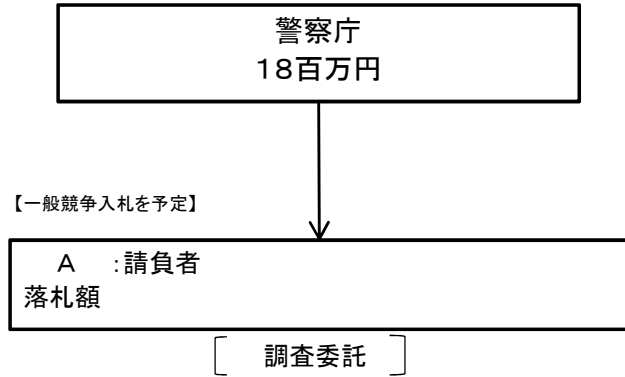 警察庁
18百万円
【一般競争入札を予定】
A :請負者
落札額
[ 調査委託 ]